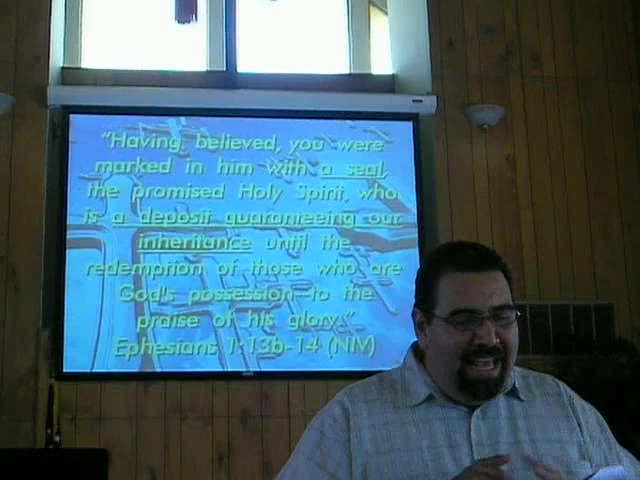 "Having, believed, you were
marked in him with a seal,
the promised Holy Spirit, who
is a deposit guaranteeing our
inheritance until the
redemption of those who are
God's possession-to the
praise of his glory."
Ephesians 1:13b-14 (NIV)